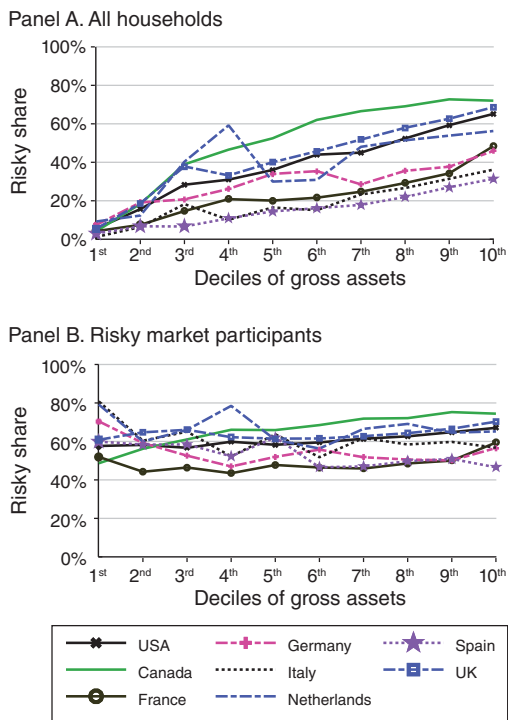 Panel A. All households
100%
80%
60%
40%
20%
0%
Risky share
1st 2nd 3rd 4th 5th 6th 7th 8th 9th 10th
Deciles of gross assets
Panel B. Risky market participants
100%
80%
60%
40%
20%
0%
Risky share
1st 2nd 3rd 4th 5th 6th 7th 8th 9th 10th
Deciles of gross assets
USA Germany Spain
Canada Italy UK
France Netherlands